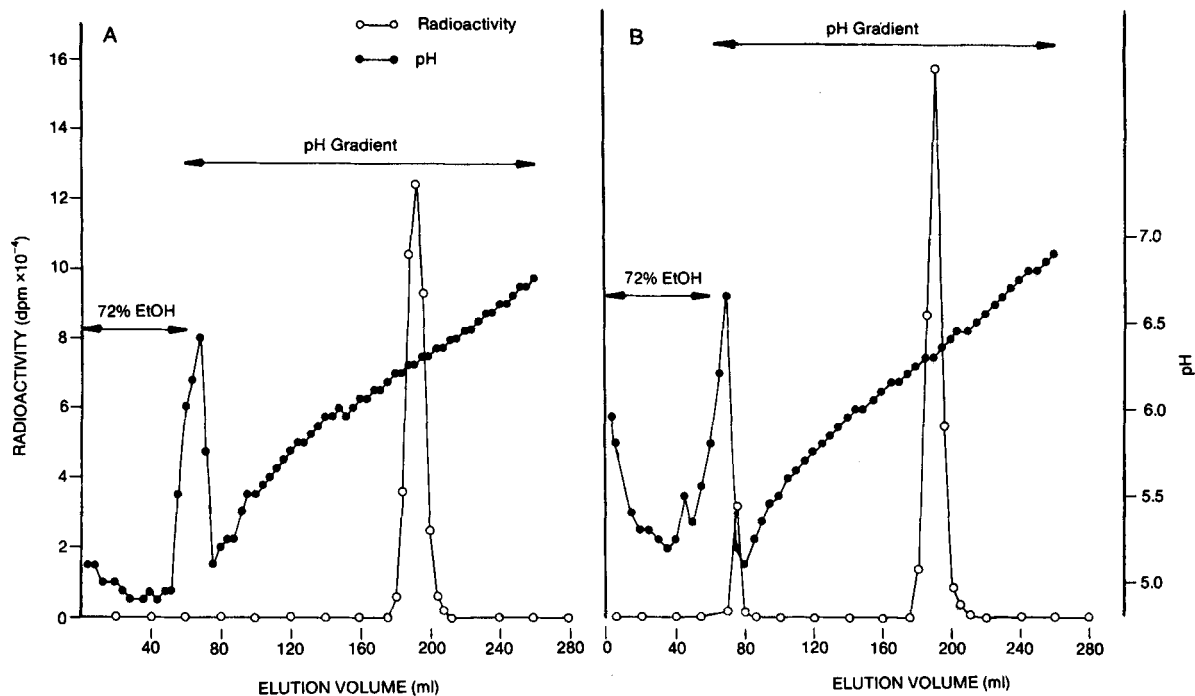 A
Radioactivity
pH
pH Gradient
72% EtOH
RADIOACTIVITY (dpm ×10⁻⁴)
16
14
12
10
8
6
4
2
0
40
80
120
160
200
240
280
ELUTION VOLUME (ml)
B
pH Gradient
72% EtOH
0
40
80
120
160
200
240
280
ELUTION VOLUME (ml)
7.0
6.5
6.0
5.5
5.0
pH